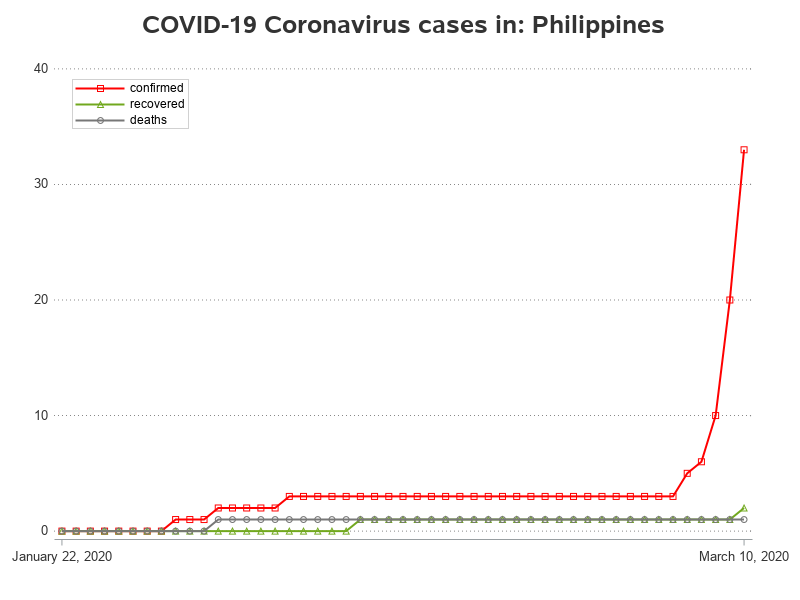 COVID-19 Coronavirus cases in: Philippines
40
confirmed
recovered
deaths
30
20
10
0
January 22, 2020
March 10, 2020